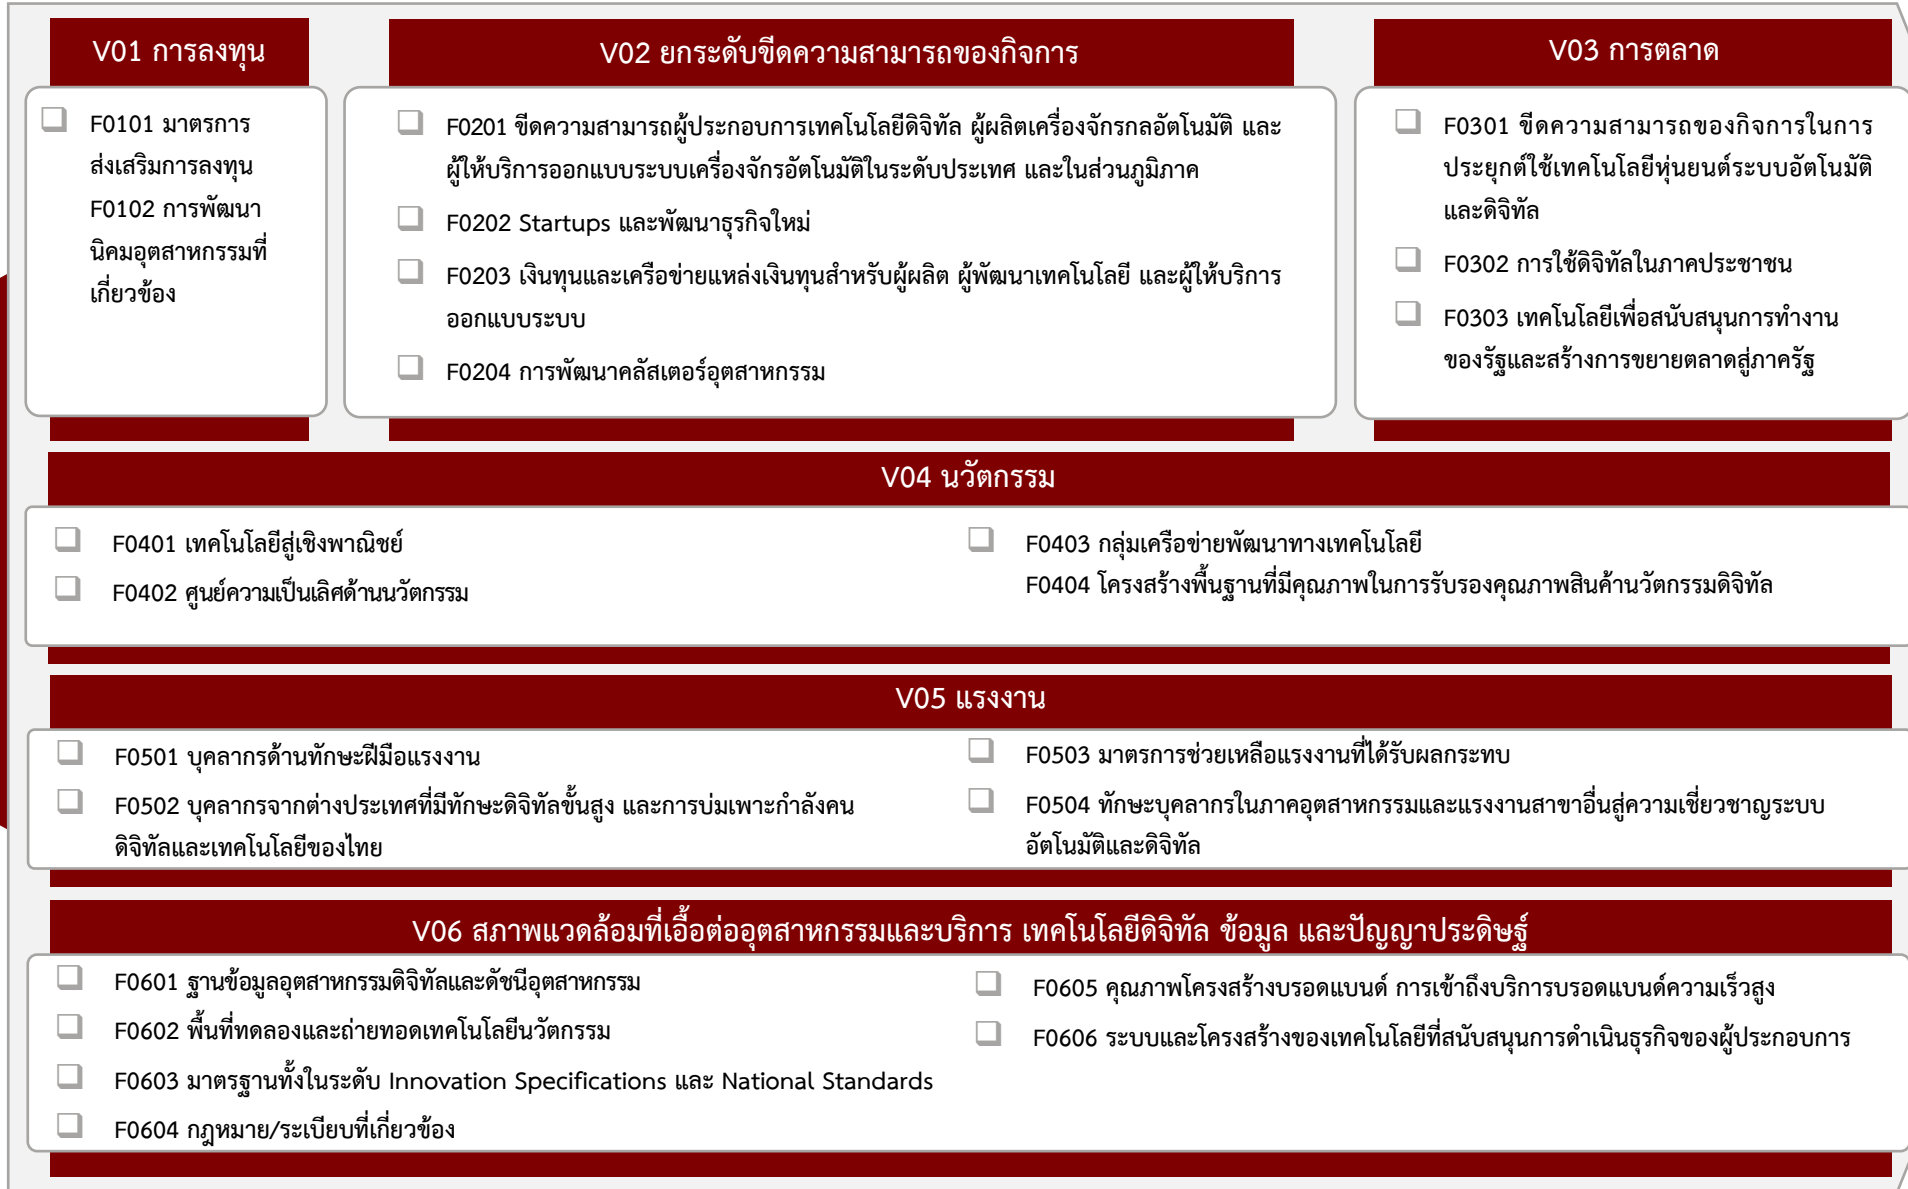 V01 การลงทุน
F0101 มาตรการ
ส่งเสริมการลงทุน
F0102 การพัฒนา
นิคมอุตสาหกรรมที่
เกี่ยวข้อง
V02 ยกระดับขีดความสามารถของกิจการ
F0201 ขีดความสามารถผู้ประกอบการเทคโนโลยีดิจิทัล ผู้ผลิตเครื่องจักรกลอัตโนมัติ และ
ผู้ให้บริการออกแบบระบบเครื่องจักรอัตโนมัติในระดับประเทศ และในส่วนภูมิภาค
F0202 Startups และพัฒนาธุรกิจใหม่
F0203 เงินทุนและเครือข่ายแหล่งเงินทุนสำหรับผู้ผลิต ผู้พัฒนาเทคโนโลยี และผู้ให้บริการ
ออกแบบระบบ
F0204 การพัฒนาคลัสเตอร์อุตสาหกรรม
V03 การตลาด
F0301 ขีดความสามารถของกิจการในการ
ประยุกต์ใช้เทคโนโลยีหุ่นยนต์ระบบอัตโนมัติ
และดิจิทัล
F0302 การใช้ดิจิทัลในภาคประชาชน
F0303 เทคโนโลยีเพื่อสนับสนุนการทำงาน
ของรัฐและสร้างการขยายตลาดสู่ภาครัฐ
V04 นวัตกรรม
F0401 เทคโนโลยีสู่เชิงพาณิชย์
F0402 ศูนย์ความเป็นเลิศด้านนวัตกรรม
F0403 กลุ่มเครือข่ายพัฒนาทางเทคโนโลยี
F0404 โครงสร้างพื้นฐานที่มีคุณภาพในการรับรองคุณภาพสินค้านวัตกรรมดิจิทัล
V05 แรงงาน
F0501 บุคลากรด้านทักษะฝีมือแรงงาน
F0502 บุคลากรจากต่างประเทศที่มีทักษะดิจิทัลขั้นสูง และการบ่มเพาะกำลังคน
ดิจิทัลและเทคโนโลยีของไทย
F0503 มาตรการช่วยเหลือแรงงานที่ได้รับผลกระทบ
F0504 ทักษะบุคลากรในภาคอุตสาหกรรมและแรงงานสาขาอื่นสู่ความเชี่ยวชาญระบบ
อัตโนมัติและดิจิทัล
V06 สภาพแวดล้อมที่เอื้อต่ออุตสาหกรรมและบริการ เทคโนโลยีดิจิทัล ข้อมูล และปัญญาประดิษฐ์
F0601 ฐานข้อมูลอุตสาหกรรมดิจิทัลและดัชนีอุตสาหกรรม
F0602 พื้นที่ทดลองและถ่ายทอดเทคโนโลยีนวัตกรรม
F0603 มาตรฐานทั้งในระดับ Innovation Specifications และ National Standards
F0604 กฎหมาย/ระเบียบที่เกี่ยวข้อง
F0605 คุณภาพโครงสร้างบรอดแบนด์ การเข้าถึงบริการบรอดแบนด์ความเร็วสูง
F0606 ระบบและโครงสร้างของเทคโนโลยีที่สนับสนุนการดำเนินธุรกิจของผู้ประกอบการ